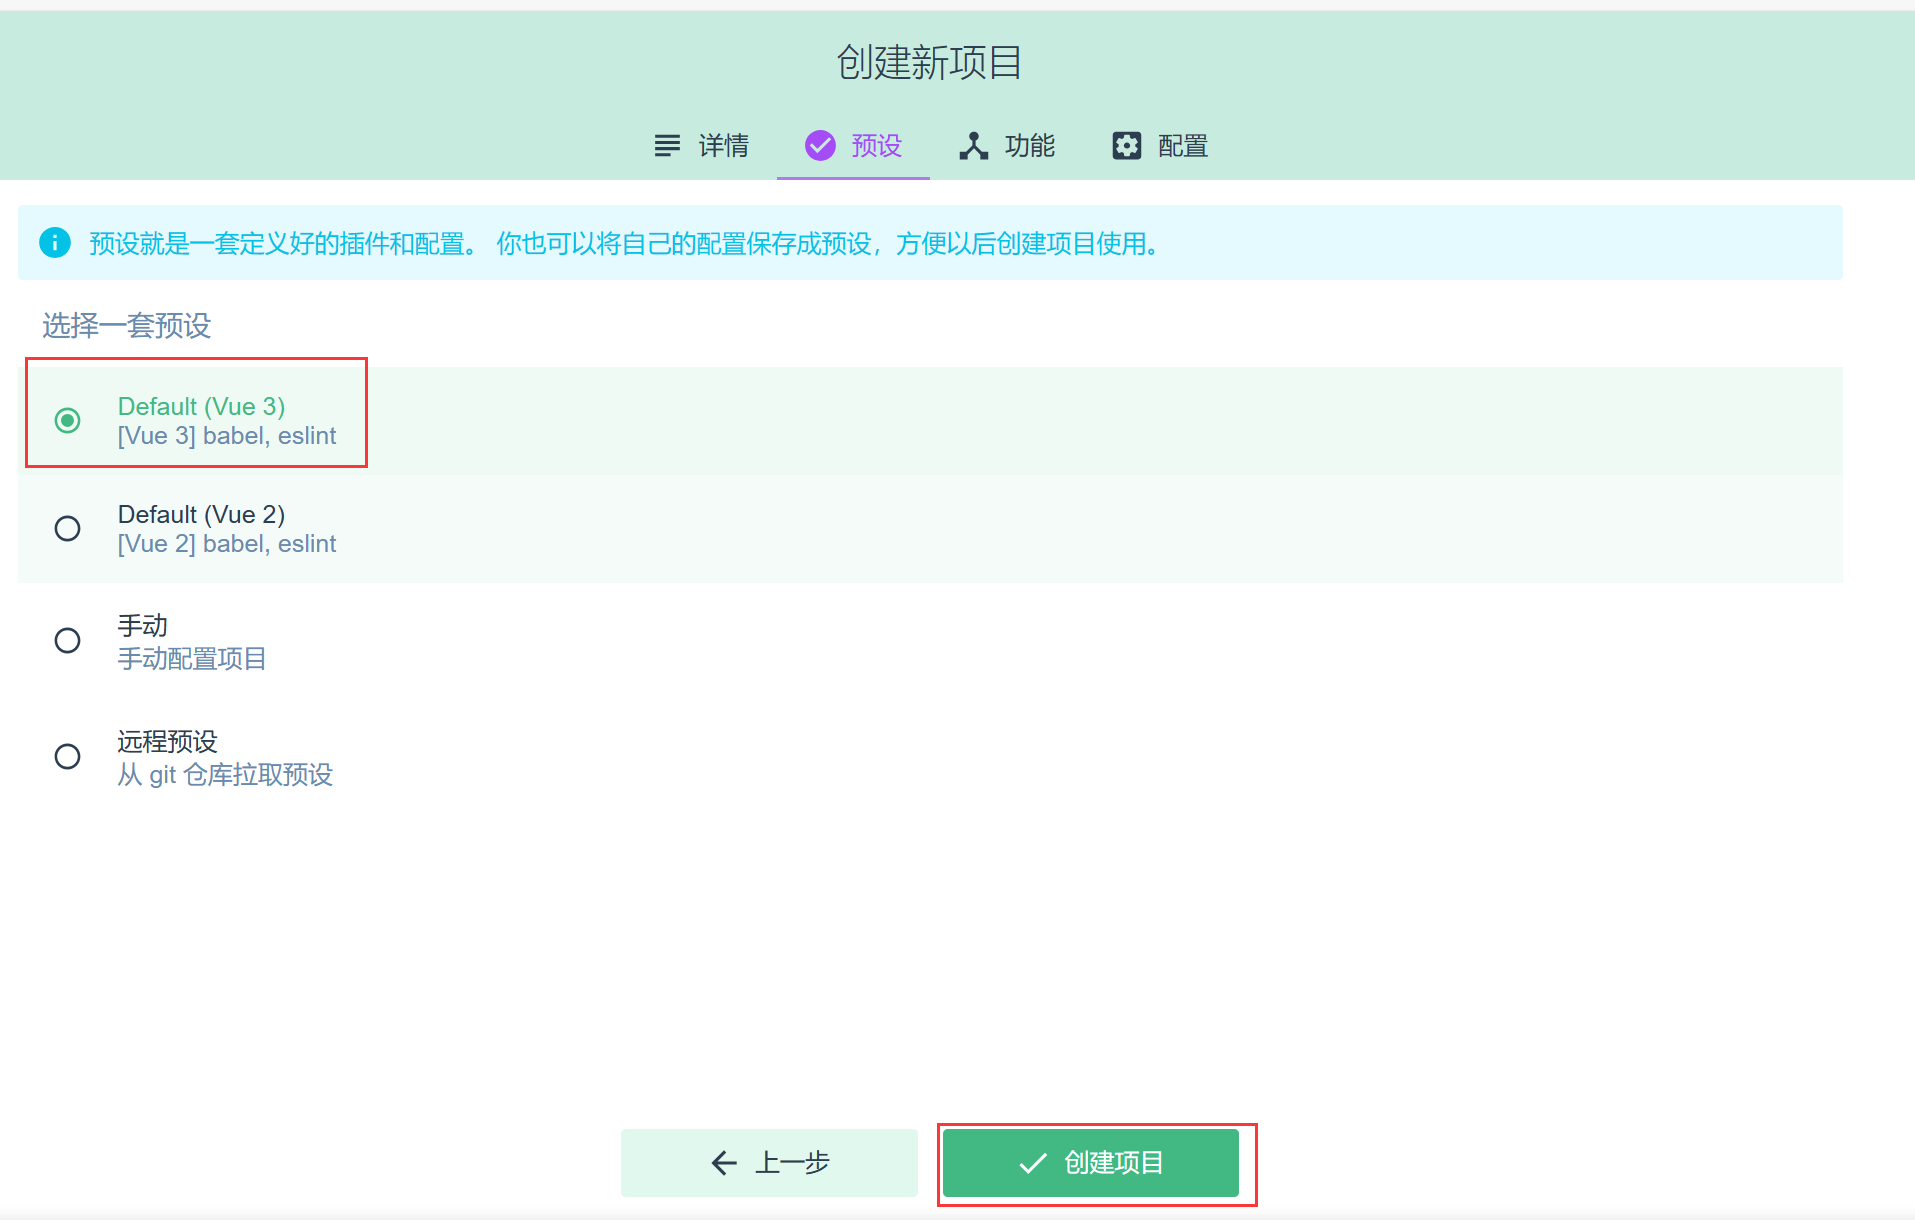 创建新项目
详情 预设 功能 配置
预设就是一套定义好的插件和配置。 你也可以将自己的配置保存成预设，方便以后创建项目使用。
选择一套预设
Default (Vue 3)
[Vue 3] babel, eslint
Default (Vue 2)
[Vue 2] babel, eslint
手动
手动配置项目
远程预设
从 git 仓库拉取预设
上一步 创建项目